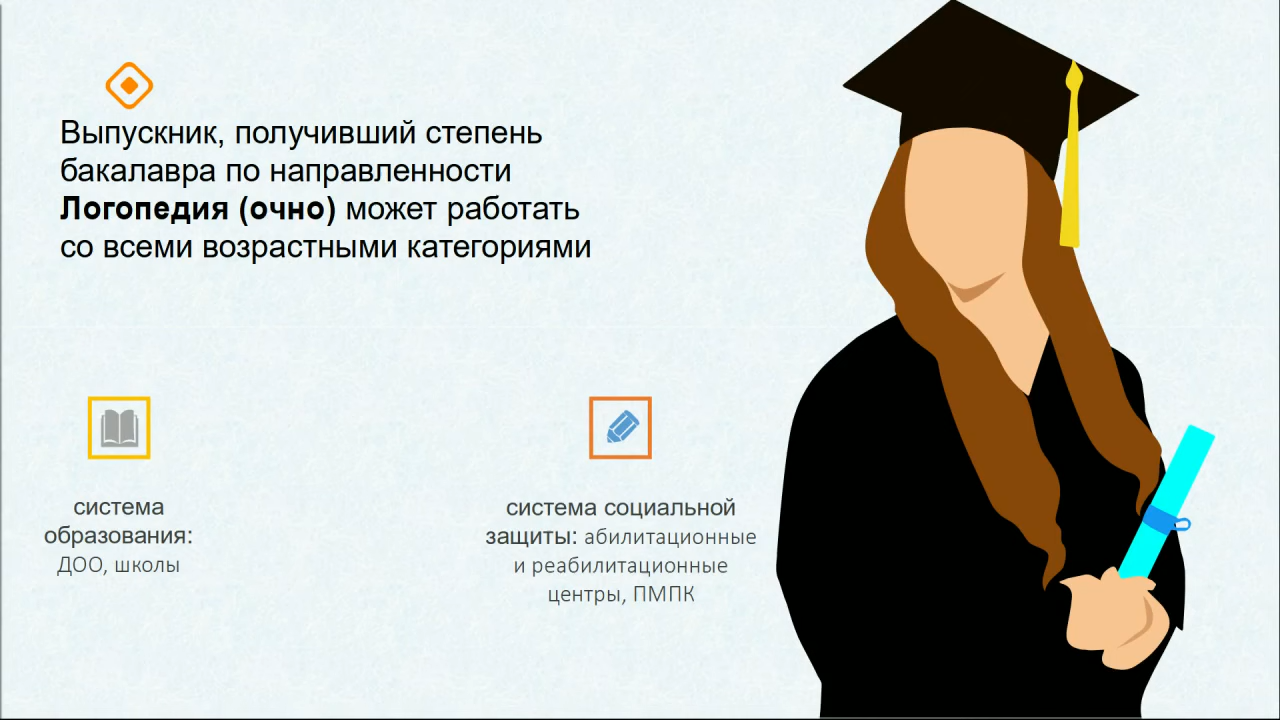 Выпускник, получивший степень
бакалавра по направленности
Логопедия (очно) может работать
со всеми возрастными категориями
система
образования:
ДОО, школы
система социальной
защиты: абилитационные
и реабилитационные
центры, ПМПК